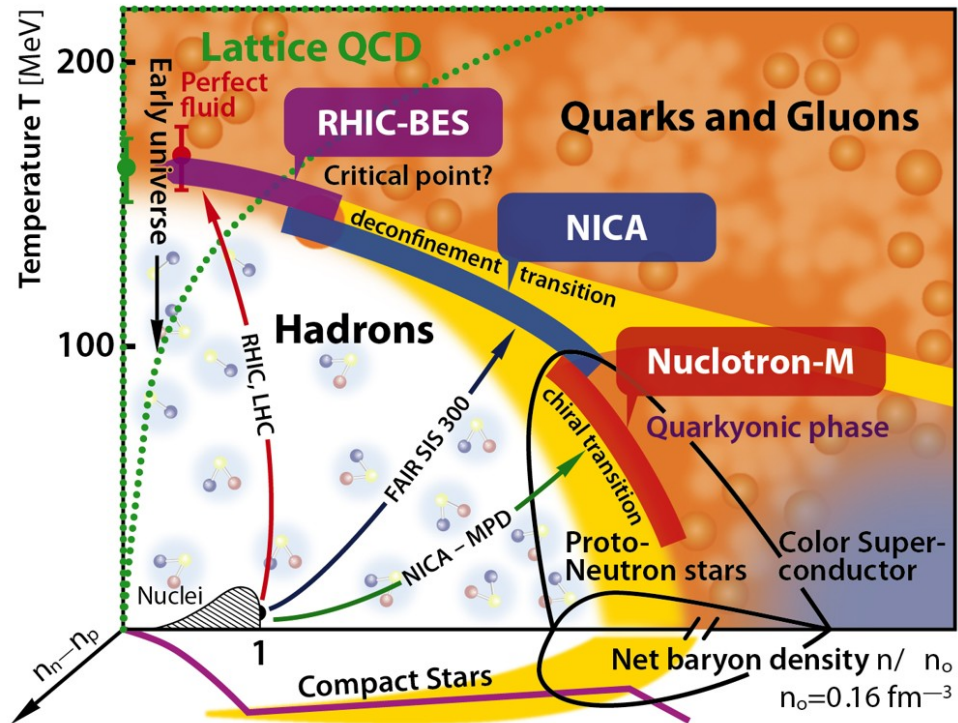 Temperature T [MeV]
200
100
Early universe
Lattice QCD
Perfect
fluid
RHIC-BES
Critical point?
Quarks and Gluons
NICA
deconfinement transition
Hadrons
Nuclotron-M
Quarkyonic phase
chiral transition
RHIC, LHC
FAIR SIS 300
NICA – MPD
Proto-
Neutron stars
Color Super-
conductor
Nuclei
1
nₙ—nₚ
Compact Stars
Net baryon density n/ nₒ
nₒ=0.16 fm⁻³